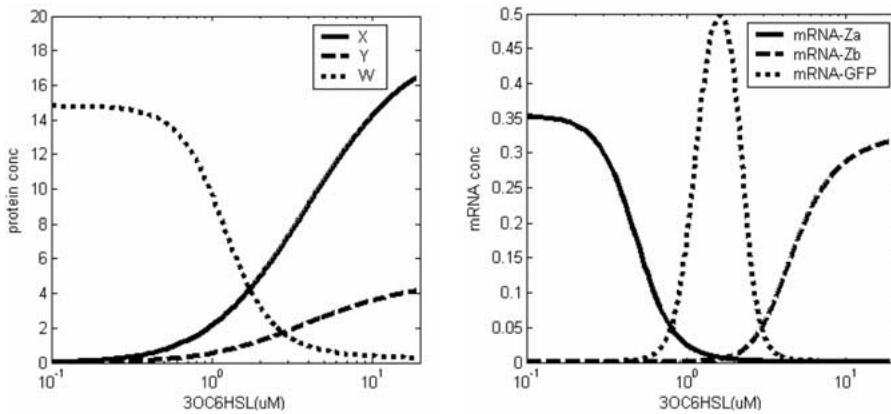 20
18
16
14
12
10
8
6
4
2
0
protein conc
X
Y
W
10^-1
10^0
10^1
3OC6HSL(uM)
0.5
0.45
0.4
0.35
0.3
0.25
0.2
0.15
0.1
0.05
0
mRNA conc
mRNA-Za
mRNA-Zb
mRNA-GFP
10^-1
10^0
10^1
3OC6HSL(uM)